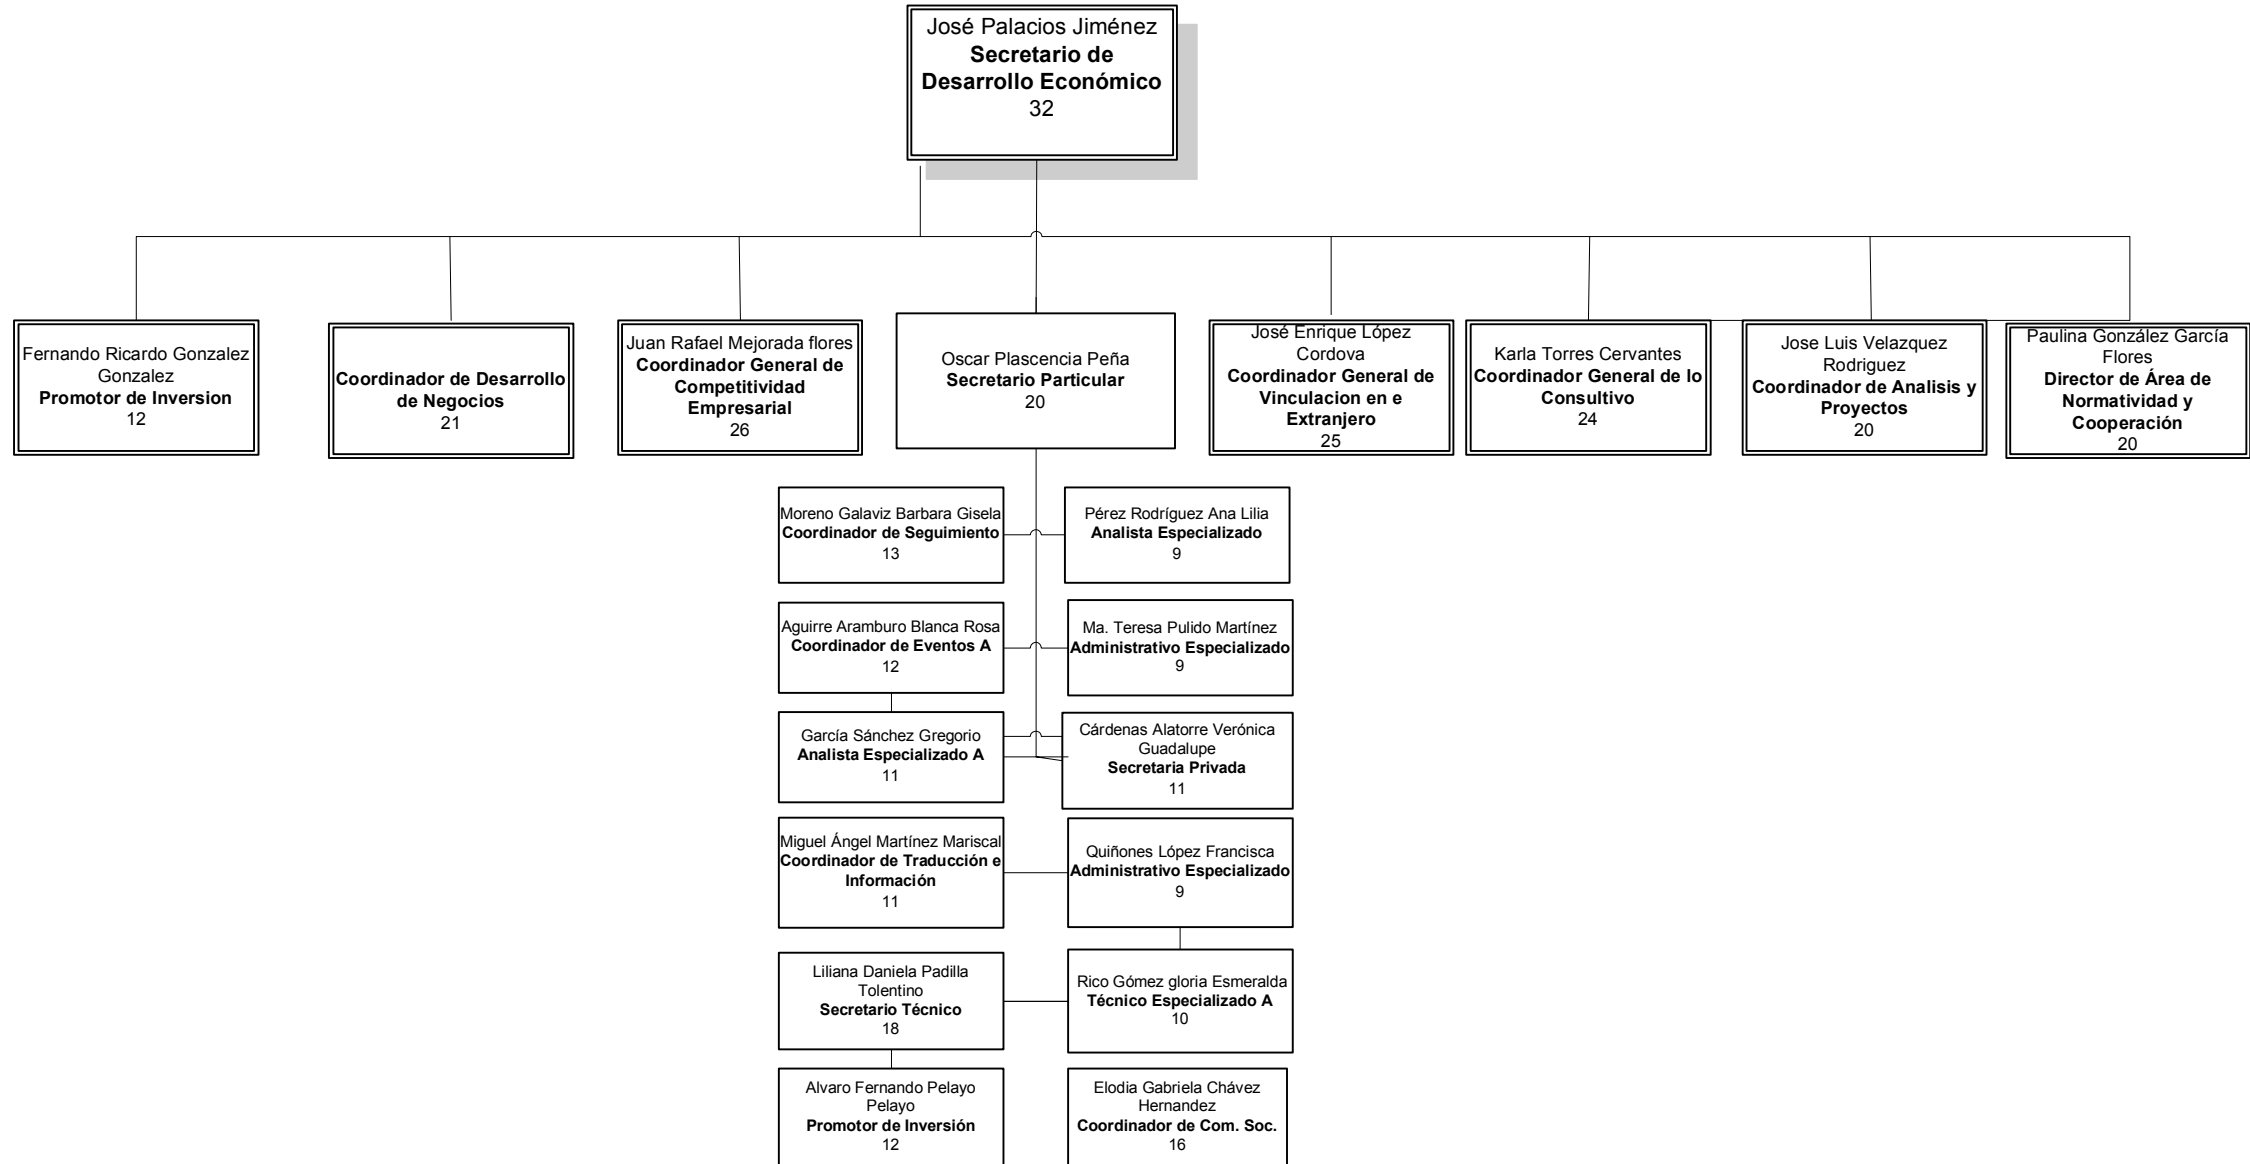 José Palacios Jiménez
Secretario de
Desarrollo Económico
32
Fernando Ricardo Gonzalez
Gonzalez
Promotor de Inversion
12
Coordinador de Desarrollo
de Negocios
21
Juan Rafael Mejorada flores
Coordinador General de
Competitividad
Empresarial
26
Oscar Plascencia Peña
Secretario Particular
20
José Enrique López
Cordova
Coordinador General de
Vinculacion en e
Extranjero
25
Karla Torres Cervantes
Coordinador General de lo
Consultivo
24
Jose Luis Velazquez
Rodriguez
Coordinador de Analisis y
Proyectos
20
Paulina González García
Flores
Director de Área de
Normatividad y
Cooperación
20
Moreno Galaviz Barbara Gisela
Coordinador de Seguimiento
13
Pérez Rodríguez Ana Lilia
Analista Especializado
9
Aguirre Aramburo Blanca Rosa
Coordinador de Eventos A
12
Ma. Teresa Pulido Martínez
Administrativo Especializado
9
García Sánchez Gregorio
Analista Especializado A
11
Cárdenas Alatorre Verónica
Guadalupe
Secretaria Privada
11
Miguel Ángel Martínez Mariscal
Coordinador de Traducción e
Información
11
Quiñones López Francisca
Administrativo Especializado
9
Liliana Daniela Padilla
Tolentino
Secretario Técnico
18
Rico Gómez gloria Esmeralda
Técnico Especializado A
10
Alvaro Fernando Pelayo
Pelayo
Promotor de Inversión
12
Elodia Gabriela Chávez
Hernandez
Coordinador de Com. Soc.
16